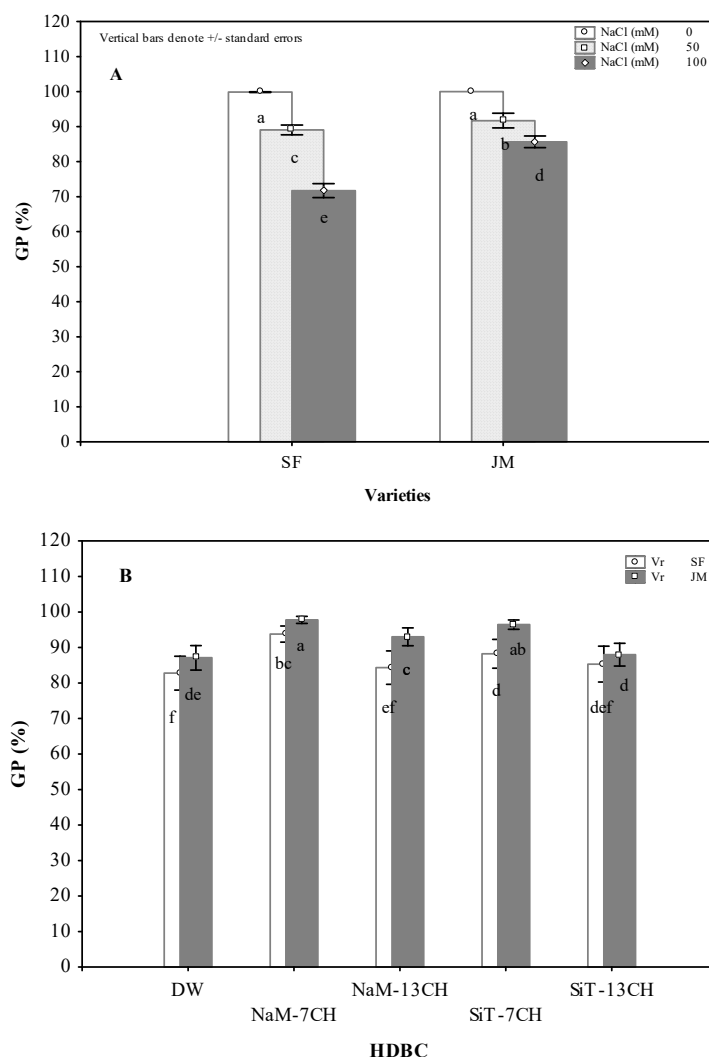 120
110
100
90
80
70
60
50
40
30
20
10
0
GP (%)
Vertical bars denote +/- standard errors
A
NaCl (mM) 0
NaCl (mM) 50
NaCl (mM) 100
a
c
e
a
b
d
SF JM
Varieties
120
110
100
90
80
70
60
50
40
30
20
10
0
GP (%)
B
Vr SF
Vr JM
f
de
bc
a
ef
c
d
ab
def
d
DW NaM-13CH SiT-13CH
NaM-7CH SiT-7CH
HDBC